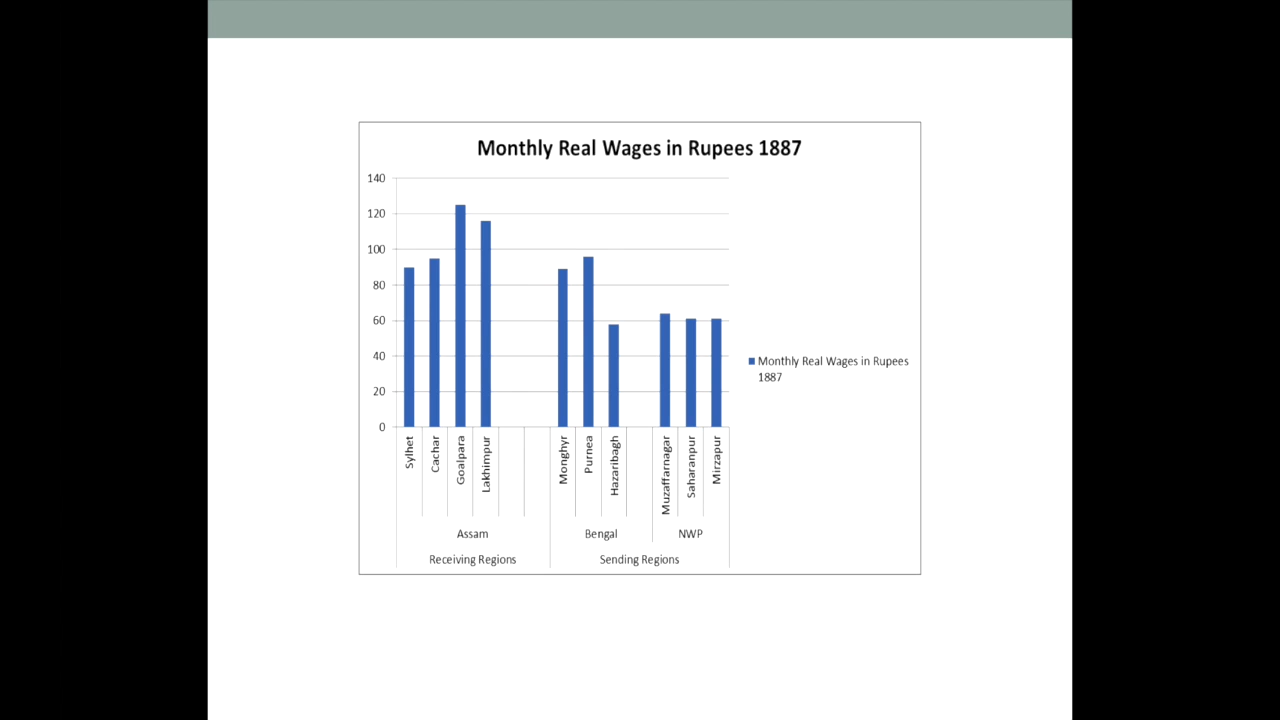 Monthly Real Wages in Rupees 1887
140
120
100
80
60
40
20
0
Sylhet
Cachar
Goalpara
Lakhimpur
Monghyr
Purnea
Hazaribagh
Muzaffarnagar
Saharanpur
Mirzapur
Assam
Bengal
NWP
Receiving Regions
Sending Regions
Monthly Real Wages in Rupees
1887